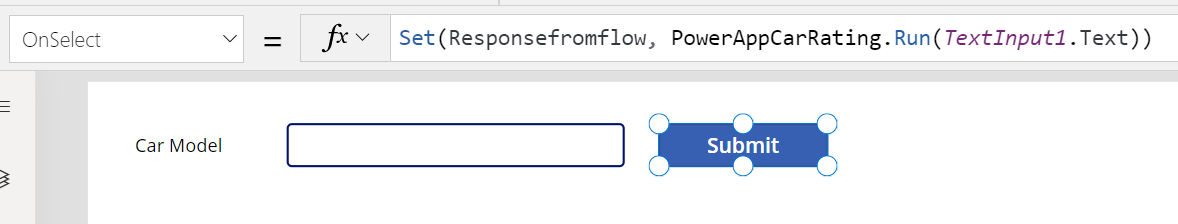 OnSelect = fx Set(Responsefromflow, PowerAppCarRating.Run(TextInput1.Text))
Car Model Submit